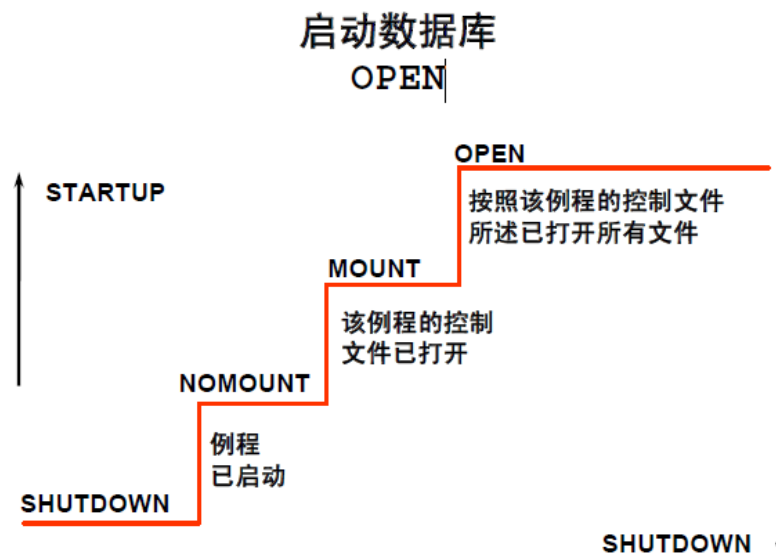 启动数据库
OPEN
OPEN
STARTUP
按照该例程的控制文件
所述已打开所有文件
MOUNT
该例程的控制
文件已打开
NOMOUNT
例程
已启动
SHUTDOWN
SHUTDOWN